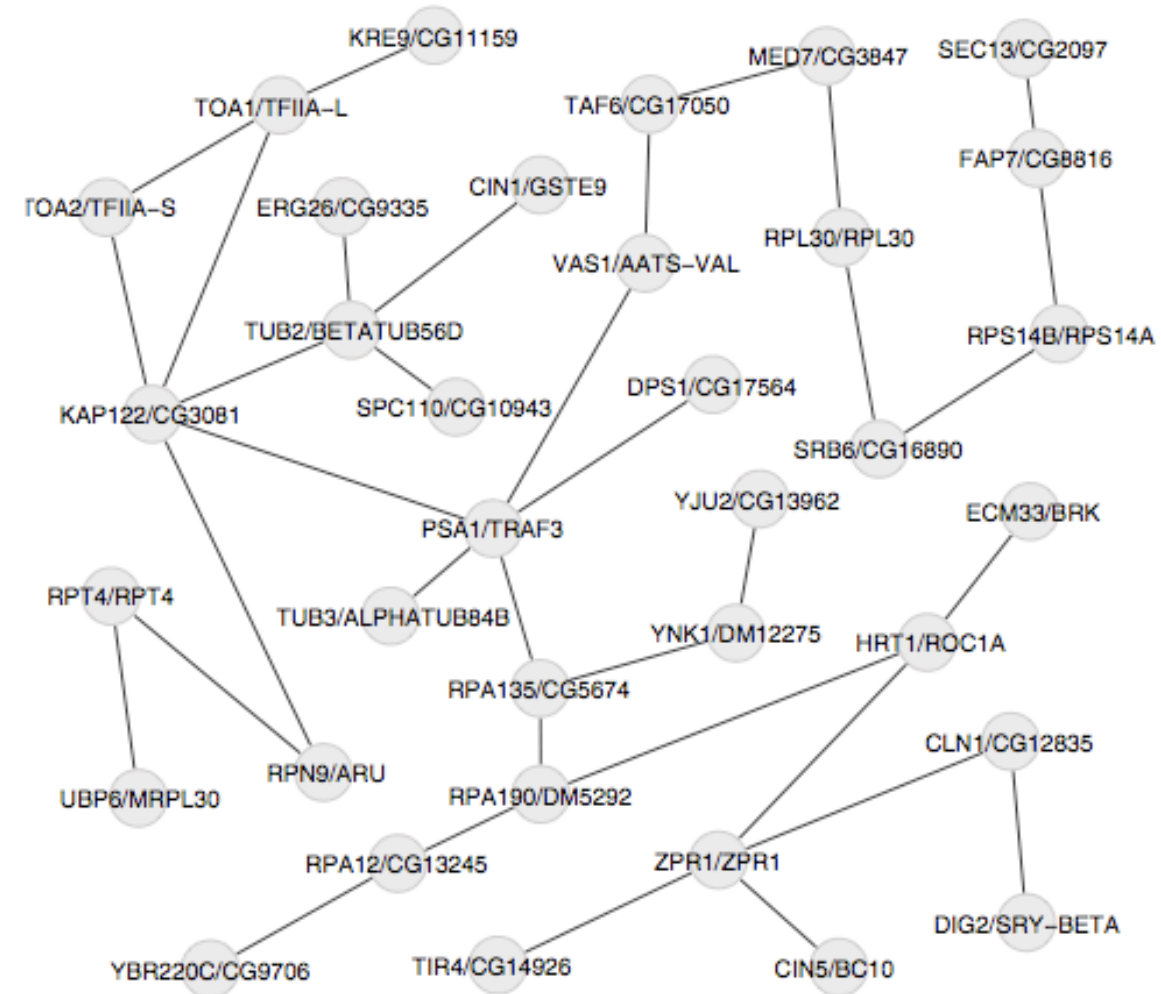 KRE9/CG11159
SEC13/CG2097
MED7/CG3847
TAF6/CG17050
TOA1/TFIIA-L
FAP7/CG8816
CIN1/GSTE9
TOA2/TFIIA-S
ERG26/CG9335
RPL30/RPL30
VAS1/AATS-VAL
TUB2/BETATUB56D
RPS14B/RPS14A
DPS1/CG17564
SPC110/CG10943
KAP122/CG3081
SRB6/CG16890
YJU2/CG13962
ECM33/BRK
PSA1/TRAF3
RPT4/RPT4
TUB3/ALPHATUB84B
YNK1/DM12275
HRT1/ROC1A
RPA135/CG5674
CLN1/CG12835
RPN9/ARU
UBP6/MRPL30
RPA190/DM5292
RPA12/CG13245
ZPR1/ZPR1
DIG2/SRY-BETA
YBR220C/CG9706
TIR4/CG14926
CIN5/BC10